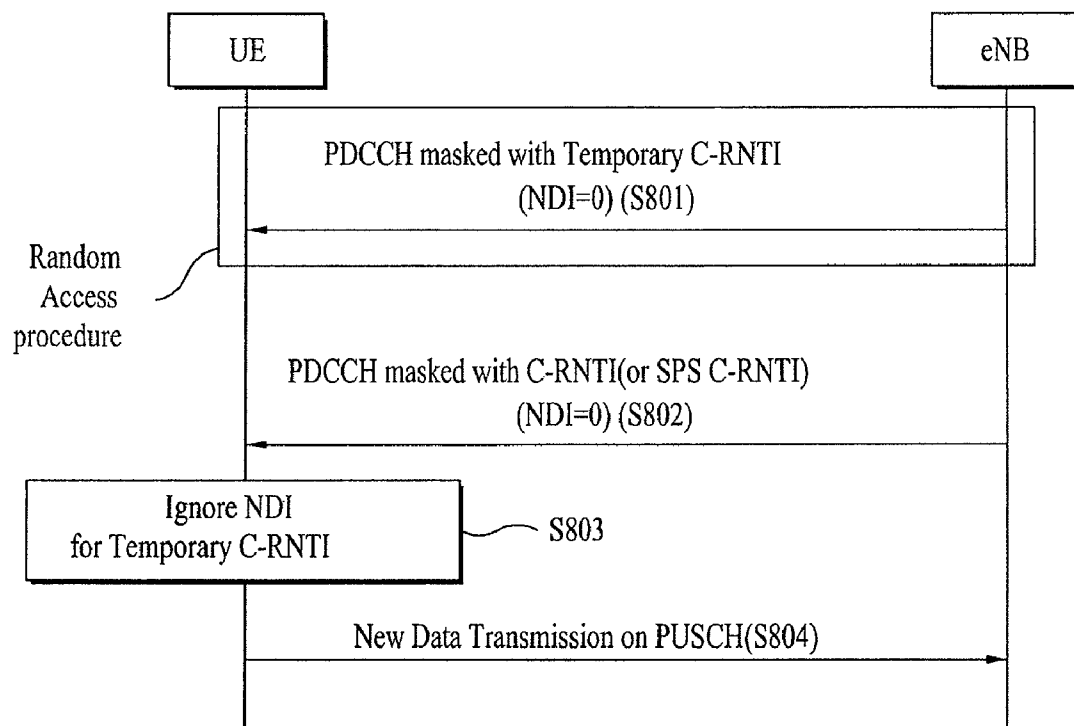 UE
eNB
PDCCH masked with Temporary C-RNTI
(NDI=0) (S801)
Random
Access
procedure
PDCCH masked with C-RNTI(or SPS C-RNTI)
(NDI=0) (S802)
Ignore NDI
for Temporary C-RNTI
S803
New Data Transmission on PUSCH(S804)